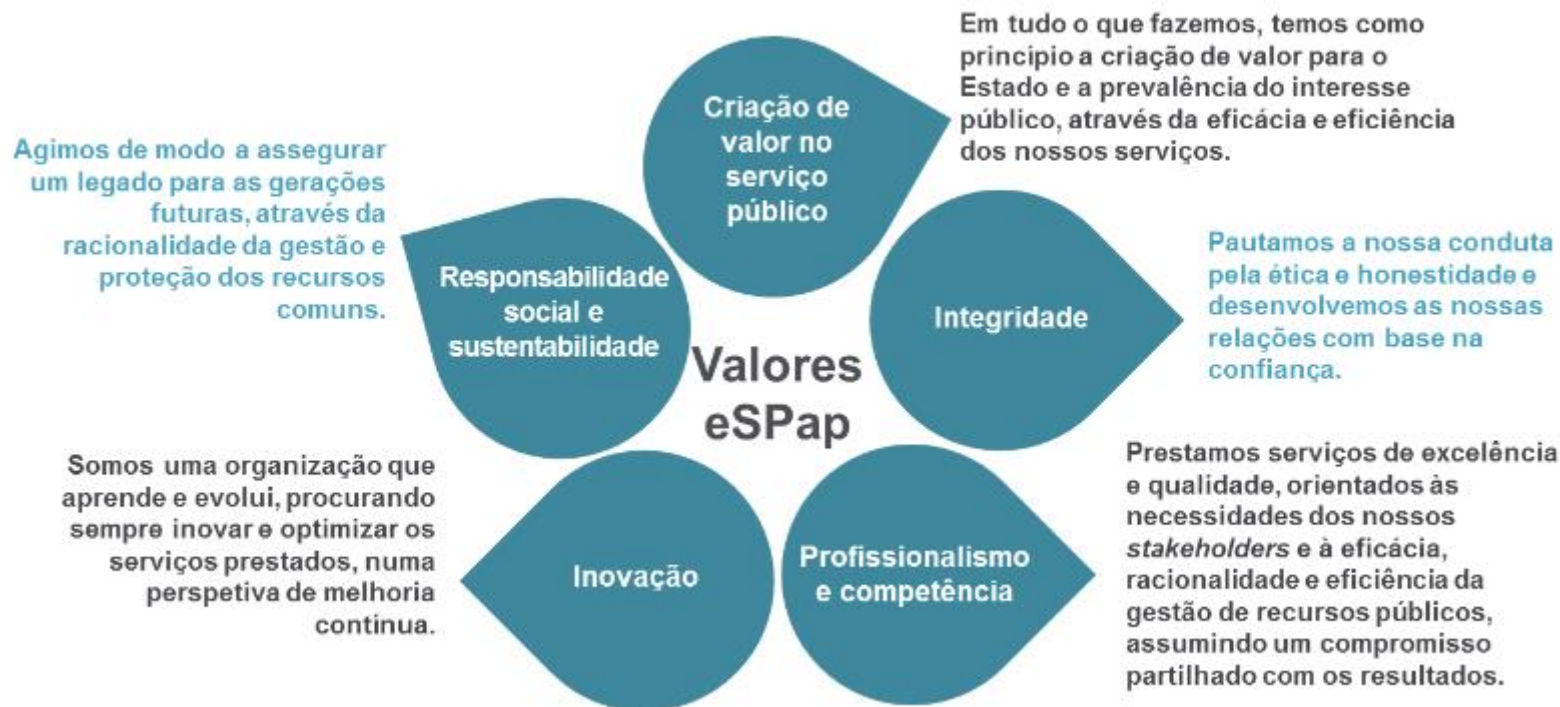 Em tudo o que fazemos, temos como
princípio a criação de valor para o
Estado e a prevalência do interesse
público, através da eficácia e eficiência
dos nossos serviços.
Criação de
valor no
serviço
público
Agimos de modo a assegurar
um legado para as gerações
futuras, através da
racionalidade da gestão e
proteção dos recursos
comuns.
Responsabilidade
social e
sustentabilidade
Integridade
Pautamos a nossa conduta
pela ética e honestidade e
desenvolvemos as nossas
relações com base na
confiança.
Valores
eSPap
Somos uma organização que
aprende e evolui, procurando
sempre inovar e optimizar os
serviços prestados, numa
perspetiva de melhoria
contínua.
Inovação
Profissionalismo
e competência
Prestamos serviços de excelência
e qualidade, orientados às
necessidades dos nossos
stakeholders e à eficácia,
racionalidade e eficiência da
gestão de recursos públicos,
assumindo um compromisso
partilhado com os resultados.